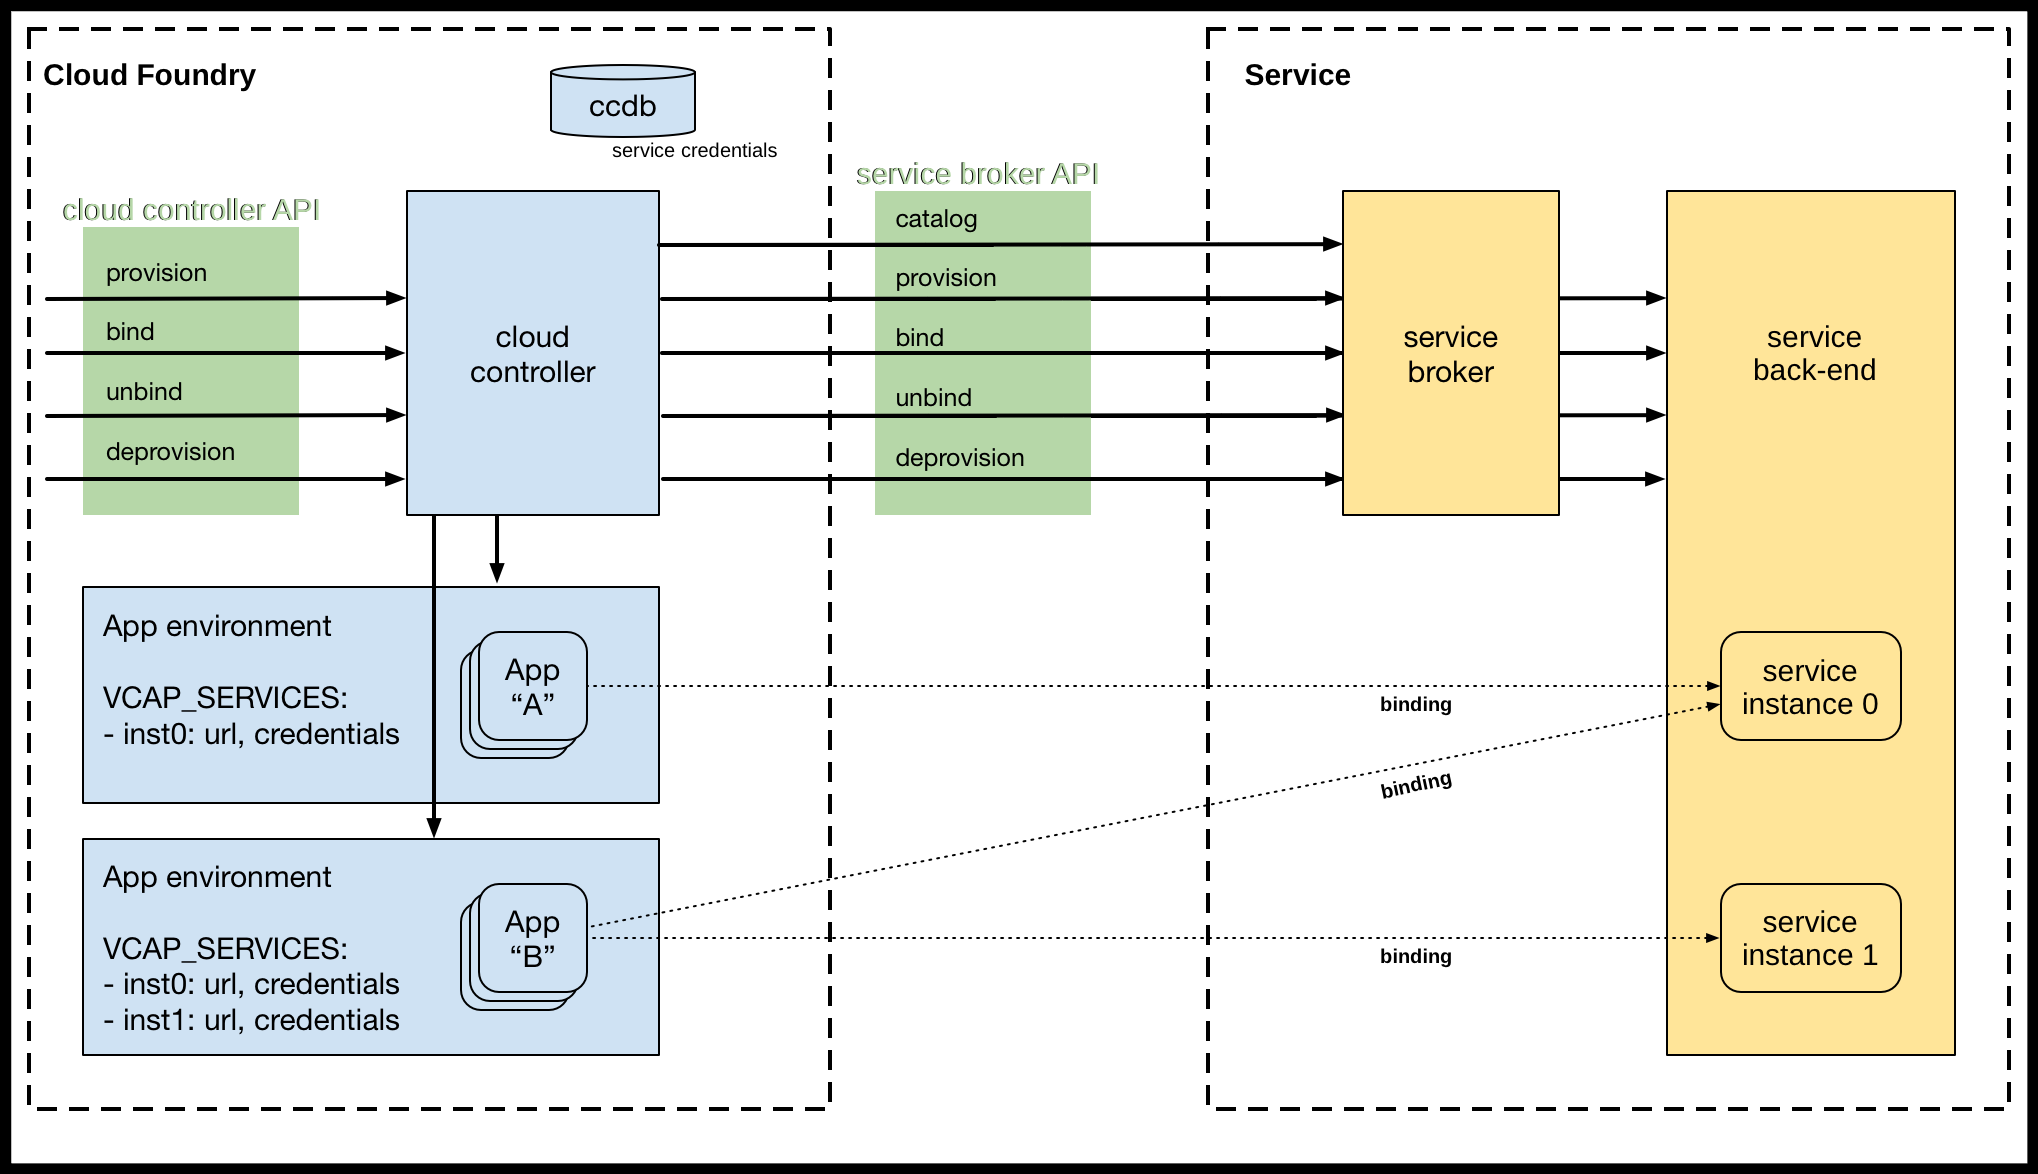 Cloud Foundry
ccdb
service credentials
cloud controller API
provision
bind
unbind
deprovision
cloud
controller
service broker API
catalog
provision
bind
unbind
deprovision
Service
service
broker
service
back-end
App environment
VCAP_SERVICES:
- inst0: url, credentials
App
“A”
binding
service
instance 0
binding
App environment
VCAP_SERVICES:
- inst0: url, credentials
- inst1: url, credentials
App
“B”
binding
service
instance 1